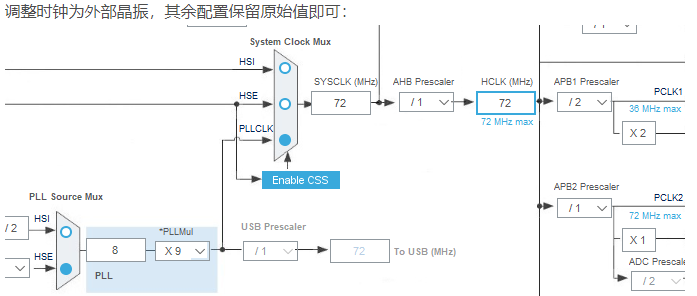 调整时钟为外部晶振，其余配置保留原始值即可：
System Clock Mux
HSI
HSE
PLLCLK
SYSCLK (MHz)
72
AHB Prescaler
/ 1
HCLK (MHz)
72
72 MHz max
APB1 Prescaler
/ 2
PCLK1
36 MHz max
X 2
Enable CSS
PLL Source Mux
HSI
/ 2
HSE
8
*PLLMul
X 9
PLL
USB Prescaler
/ 1
72
To USB (MHz)
APB2 Prescaler
/ 1
PCLK2
72 MHz max
X 1
ADC Prescale
/ 2